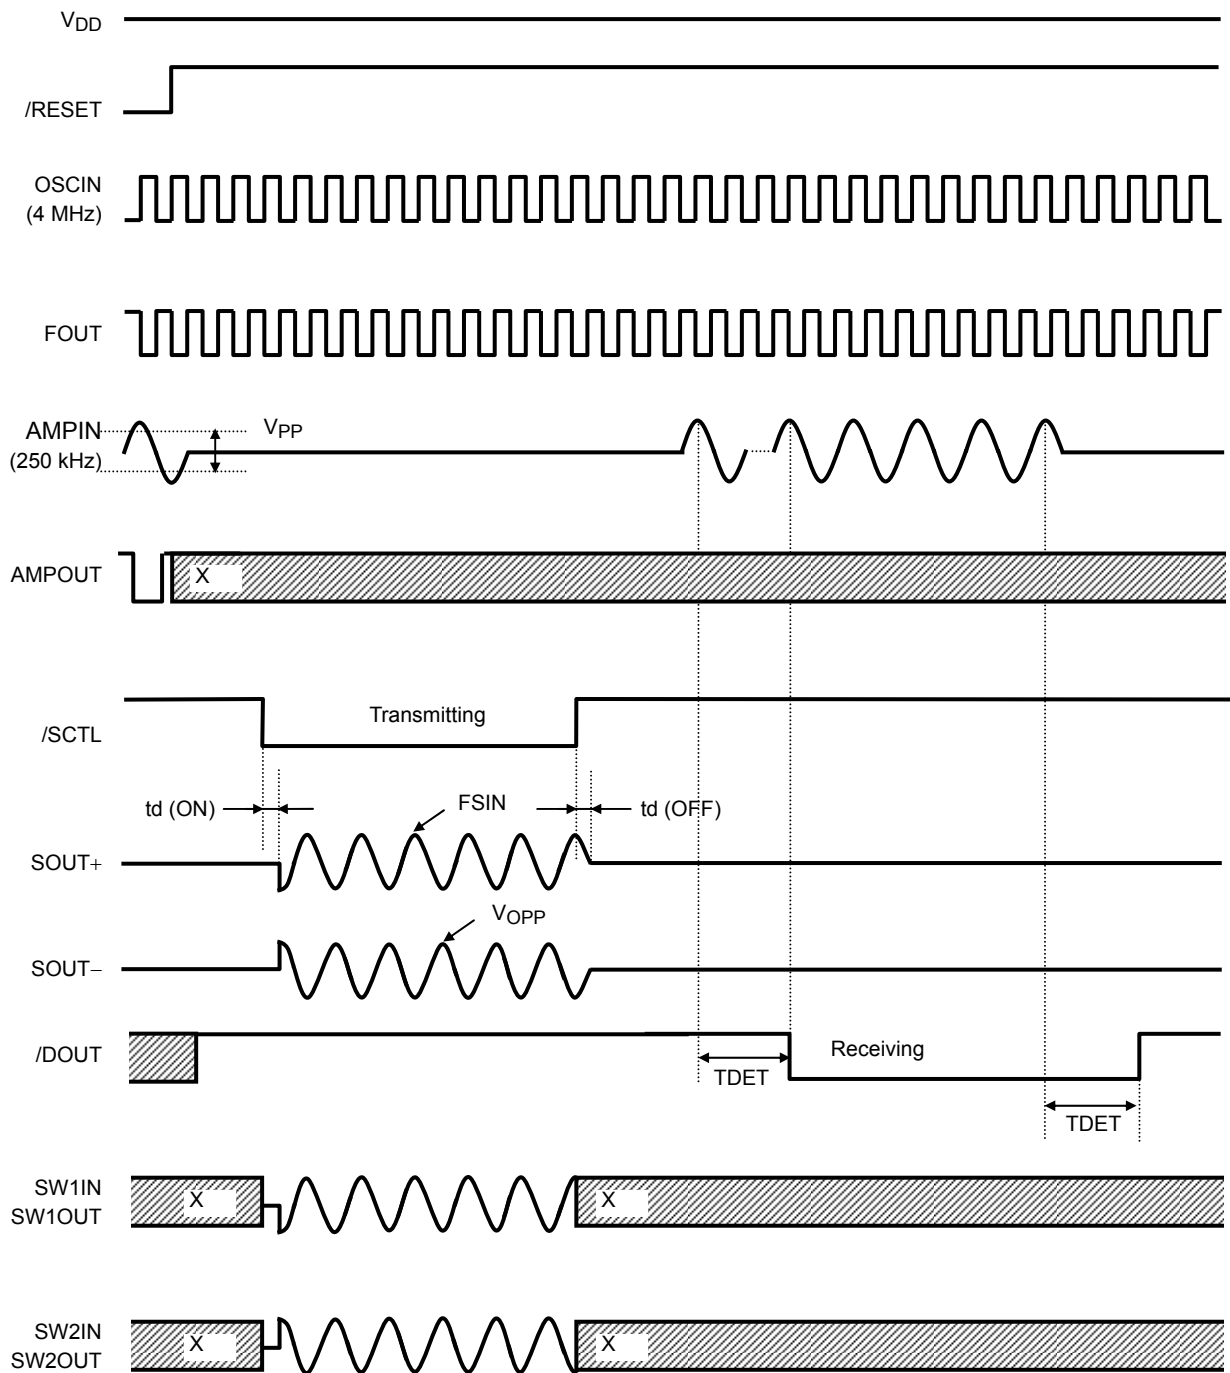 VDD
/RESET
OSCIN
(4 MHz)
FOUT
AMPIN
(250 kHz)
VPP
AMPOUT
X
/SCTL
Transmitting
td (ON)
FSIN
td (OFF)
SOUT+
VOPP
SOUT−
/DOUT
Receiving
TDET
TDET
SW1IN
SW1OUT
X
X
SW2IN
SW2OUT
X
X